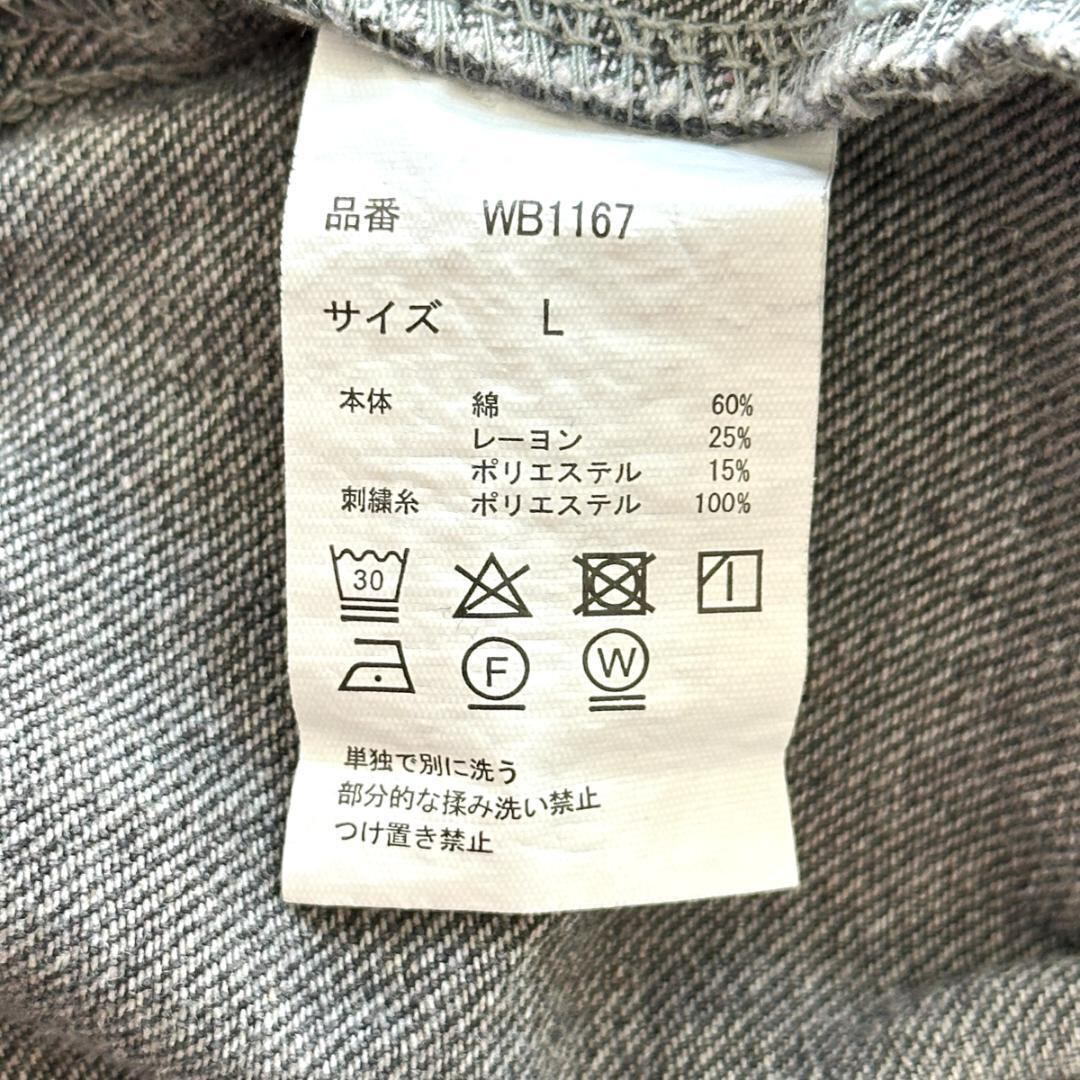 品番 WB1167
サイズ L
本体 綿 60%
レーヨン 25%
ポリエステル 15%
刺繍糸 ポリエステル 100%
30
F W
単独で別に洗う
部分的な揉み洗い禁止
つけ置き禁止